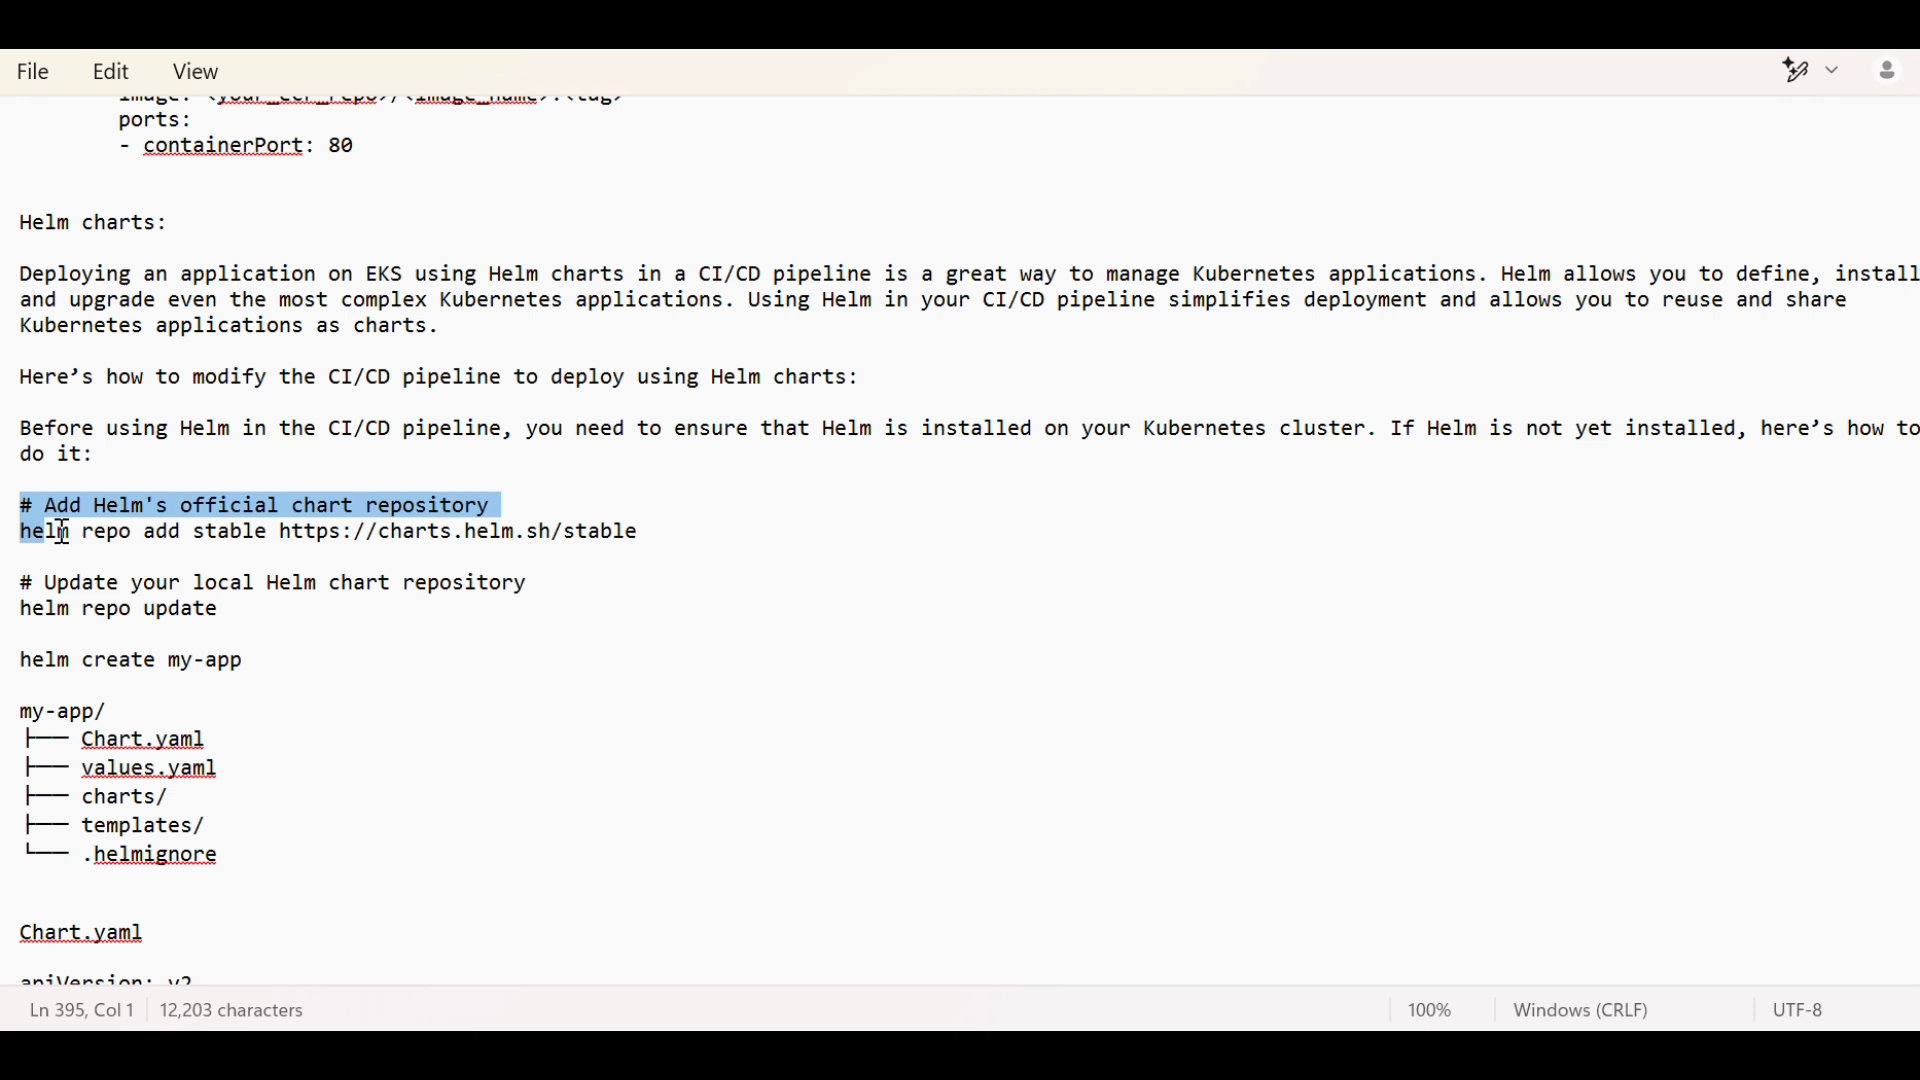 File Edit View
image: <your_ecr_repo>/<image_name>:<tag>
ports:
- containerPort: 80
Helm charts:
Deploying an application on EKS using Helm charts in a CI/CD pipeline is a great way to manage Kubernetes applications. Helm allows you to define, install
and upgrade even the most complex Kubernetes applications. Using Helm in your CI/CD pipeline simplifies deployment and allows you to reuse and share
Kubernetes applications as charts.
Here’s how to modify the CI/CD pipeline to deploy using Helm charts:
Before using Helm in the CI/CD pipeline, you need to ensure that Helm is installed on your Kubernetes cluster. If Helm is not yet installed, here’s how to
do it:
# Add Helm's official chart repository
helm repo add stable https://charts.helm.sh/stable
# Update your local Helm chart repository
helm repo update
helm create my-app
my-app/
├── Chart.yaml
├── values.yaml
├── charts/
├── templates/
└── .helmignore
Chart.yaml
apiVersion: v2
Ln 395, Col 1 12,203 characters 100% Windows (CRLF) UTF-8